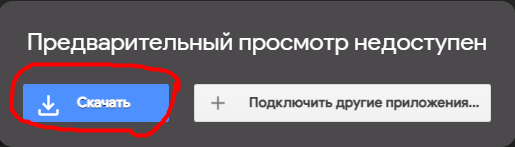 Предварительный просмотр недоступен
Скачать
Подключить другие приложения...